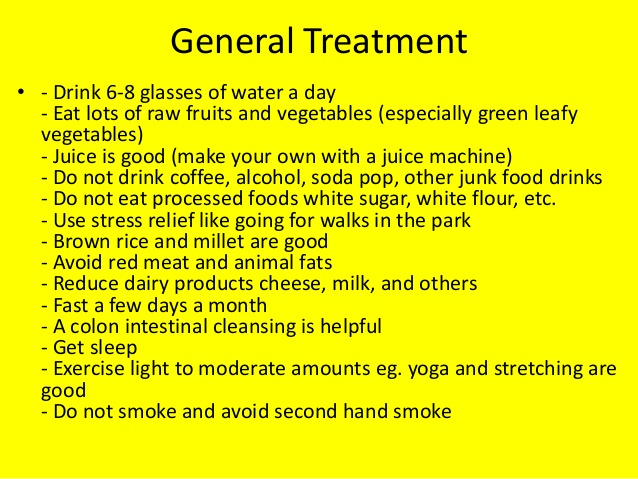 General Treatment
• - Drink 6-8 glasses of water a day
- Eat lots of raw fruits and vegetables (especially green leafy
vegetables)
- Juice is good (make your own with a juice machine)
- Do not drink coffee, alcohol, soda pop, other junk food drinks
- Do not eat processed foods white sugar, white flour, etc.
- Use stress relief like going for walks in the park
- Brown rice and millet are good
- Avoid red meat and animal fats
- Reduce dairy products cheese, milk, and others
- Fast a few days a month
- A colon intestinal cleansing is helpful
- Get sleep
- Exercise light to moderate amounts eg. yoga and stretching are
good
- Do not smoke and avoid second hand smoke